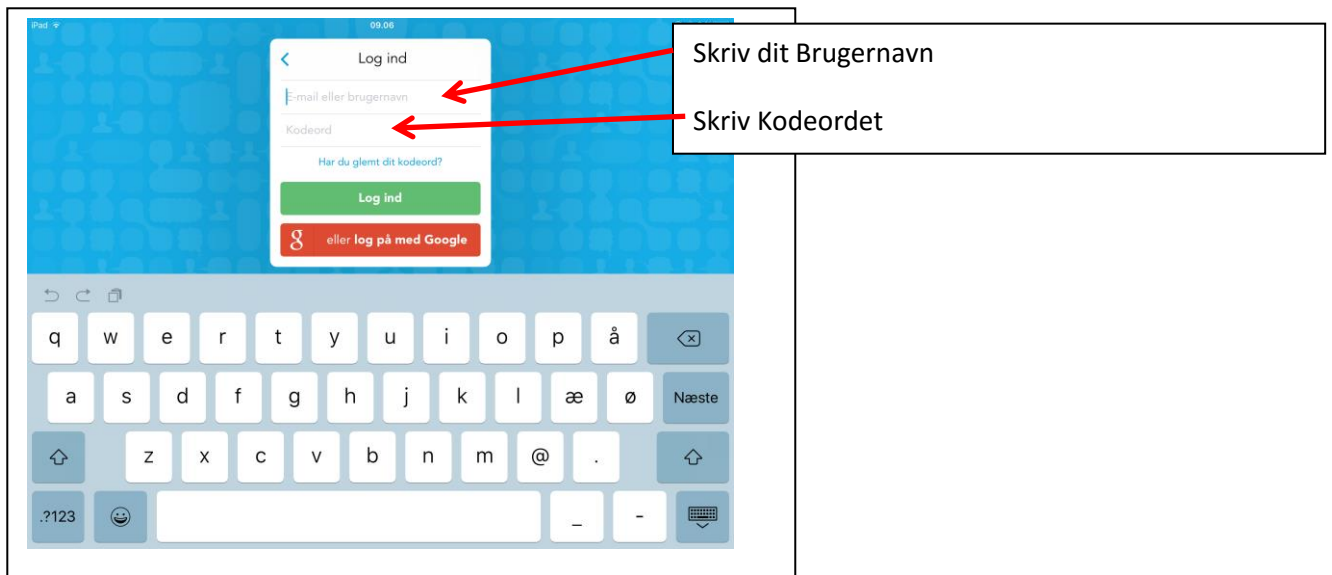 iPad
09.06
Log ind
E-mail eller brugernavn
Kodeord
Har du glemt dit kodeord?
Log ind
g eller log på med Google
Skriv dit Brugernavn
Skriv Kodeordet
q w e r t y u i o p å
a s d f g h j k l æ ø Næste
z x c v b n m @ .
.?123 _ -